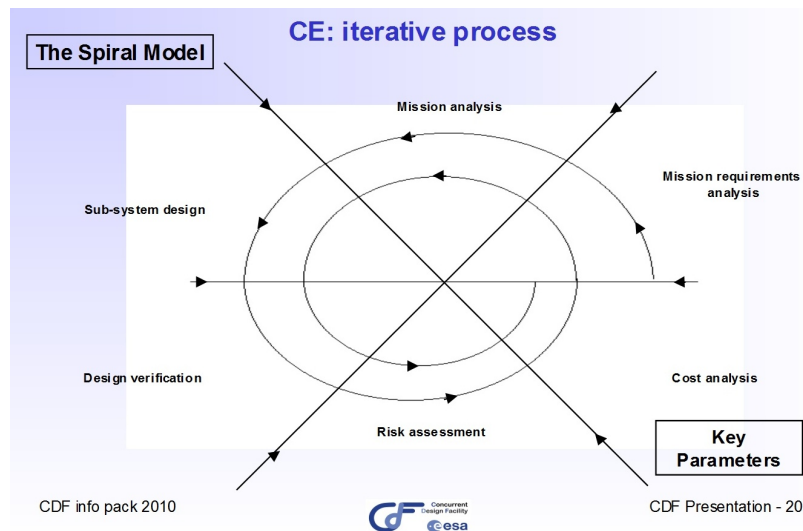 CE: iterative process
The Spiral Model
Mission analysis
Mission requirements
analysis
Sub-system design
Design verification
Cost analysis
Risk assessment
Key
Parameters
CDF info pack 2010
CDF
Concurrent
Design Facility
esa
CDF Presentation - 20